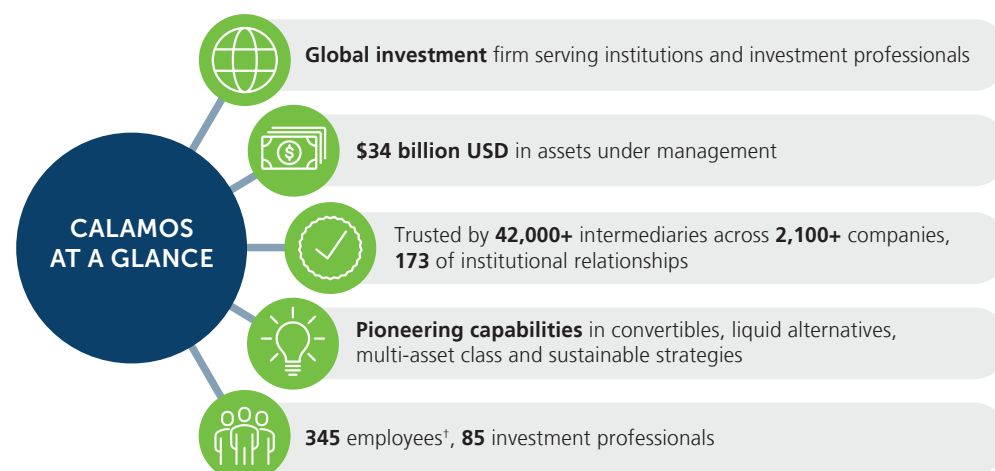 Global investment firm serving institutions and investment professionals
$34 billion USD in assets under management
CALAMOS
AT A GLANCE
Trusted by 42,000+ intermediaries across 2,100+ companies,
173 of institutional relationships
Pioneering capabilities in convertibles, liquid alternatives,
multi-asset class and sustainable strategies
345 employees†, 85 investment professionals